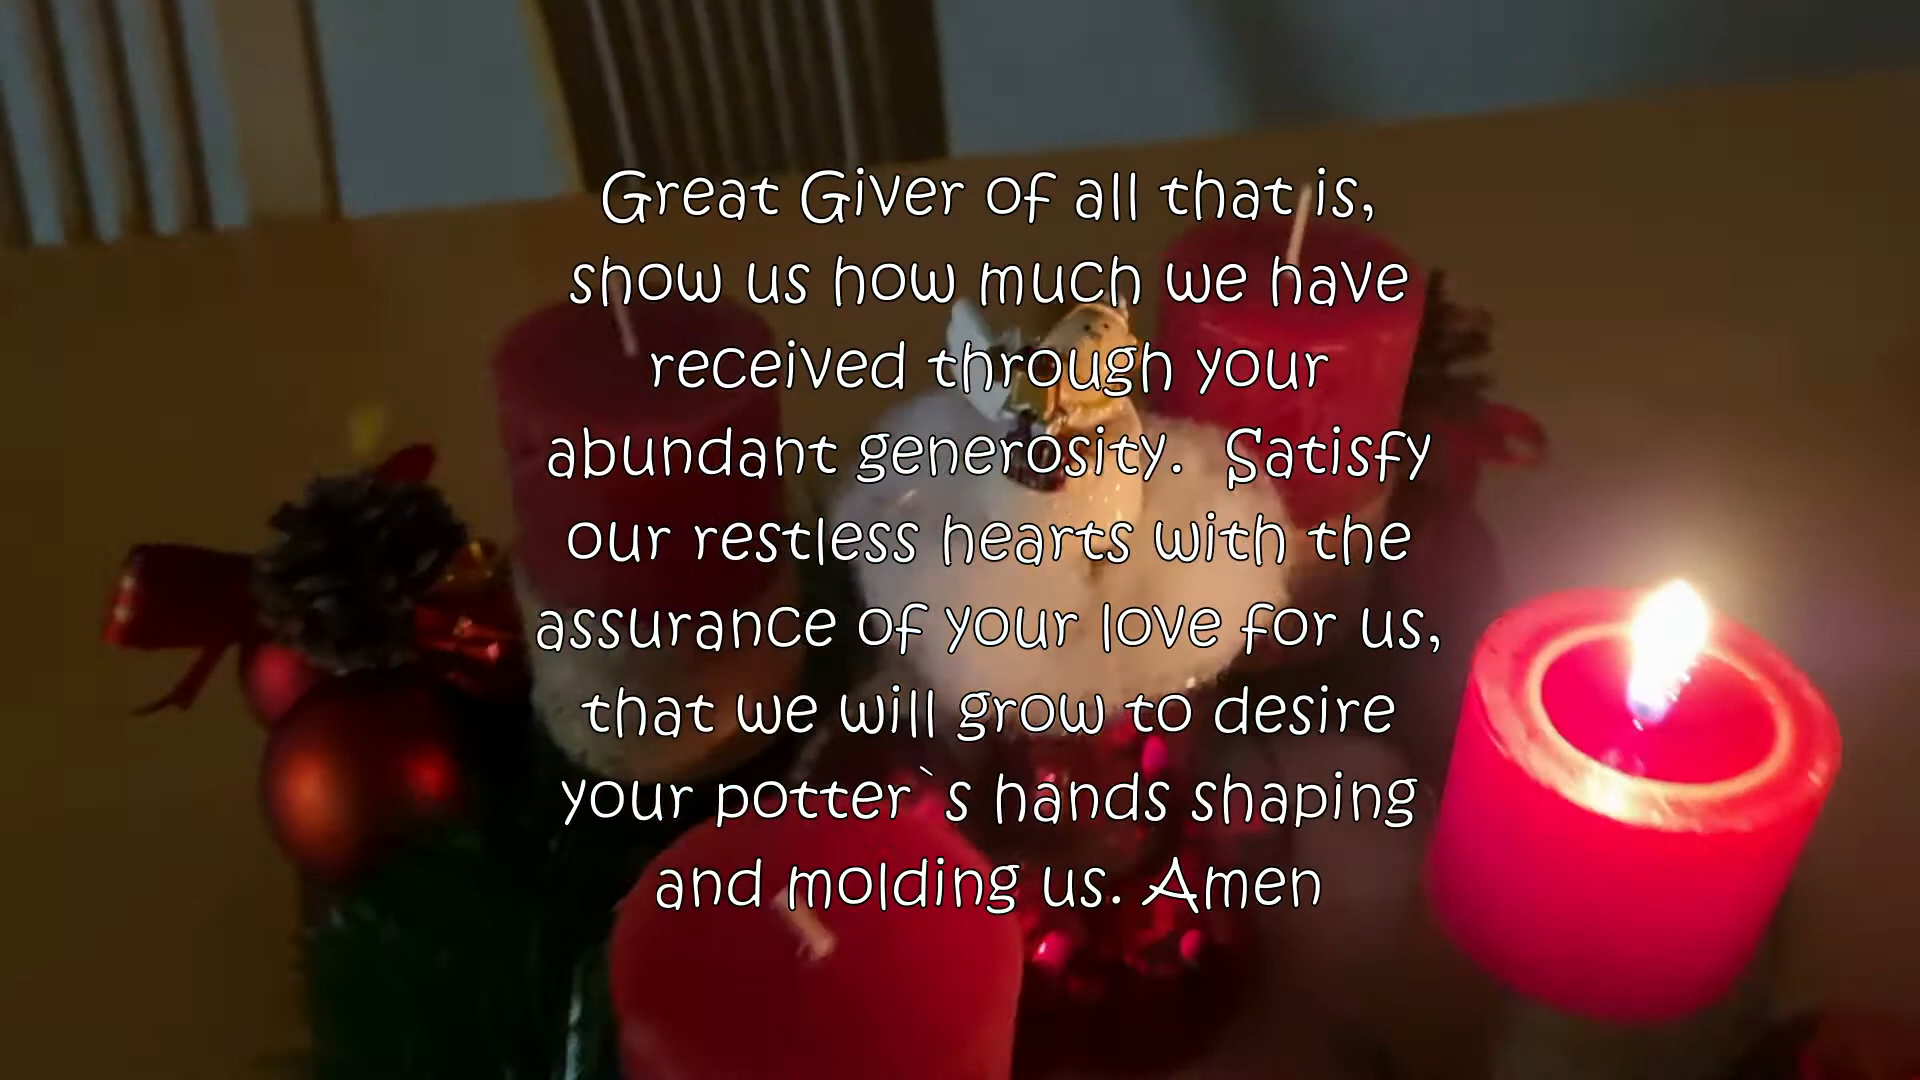 Great Giver of all that is,
show us how much we have
received through your
abundant generosity.  Satisfy
our restless hearts with the
assurance of your love for us,
that we will grow to desire
your potter`s hands shaping
and molding us. Amen